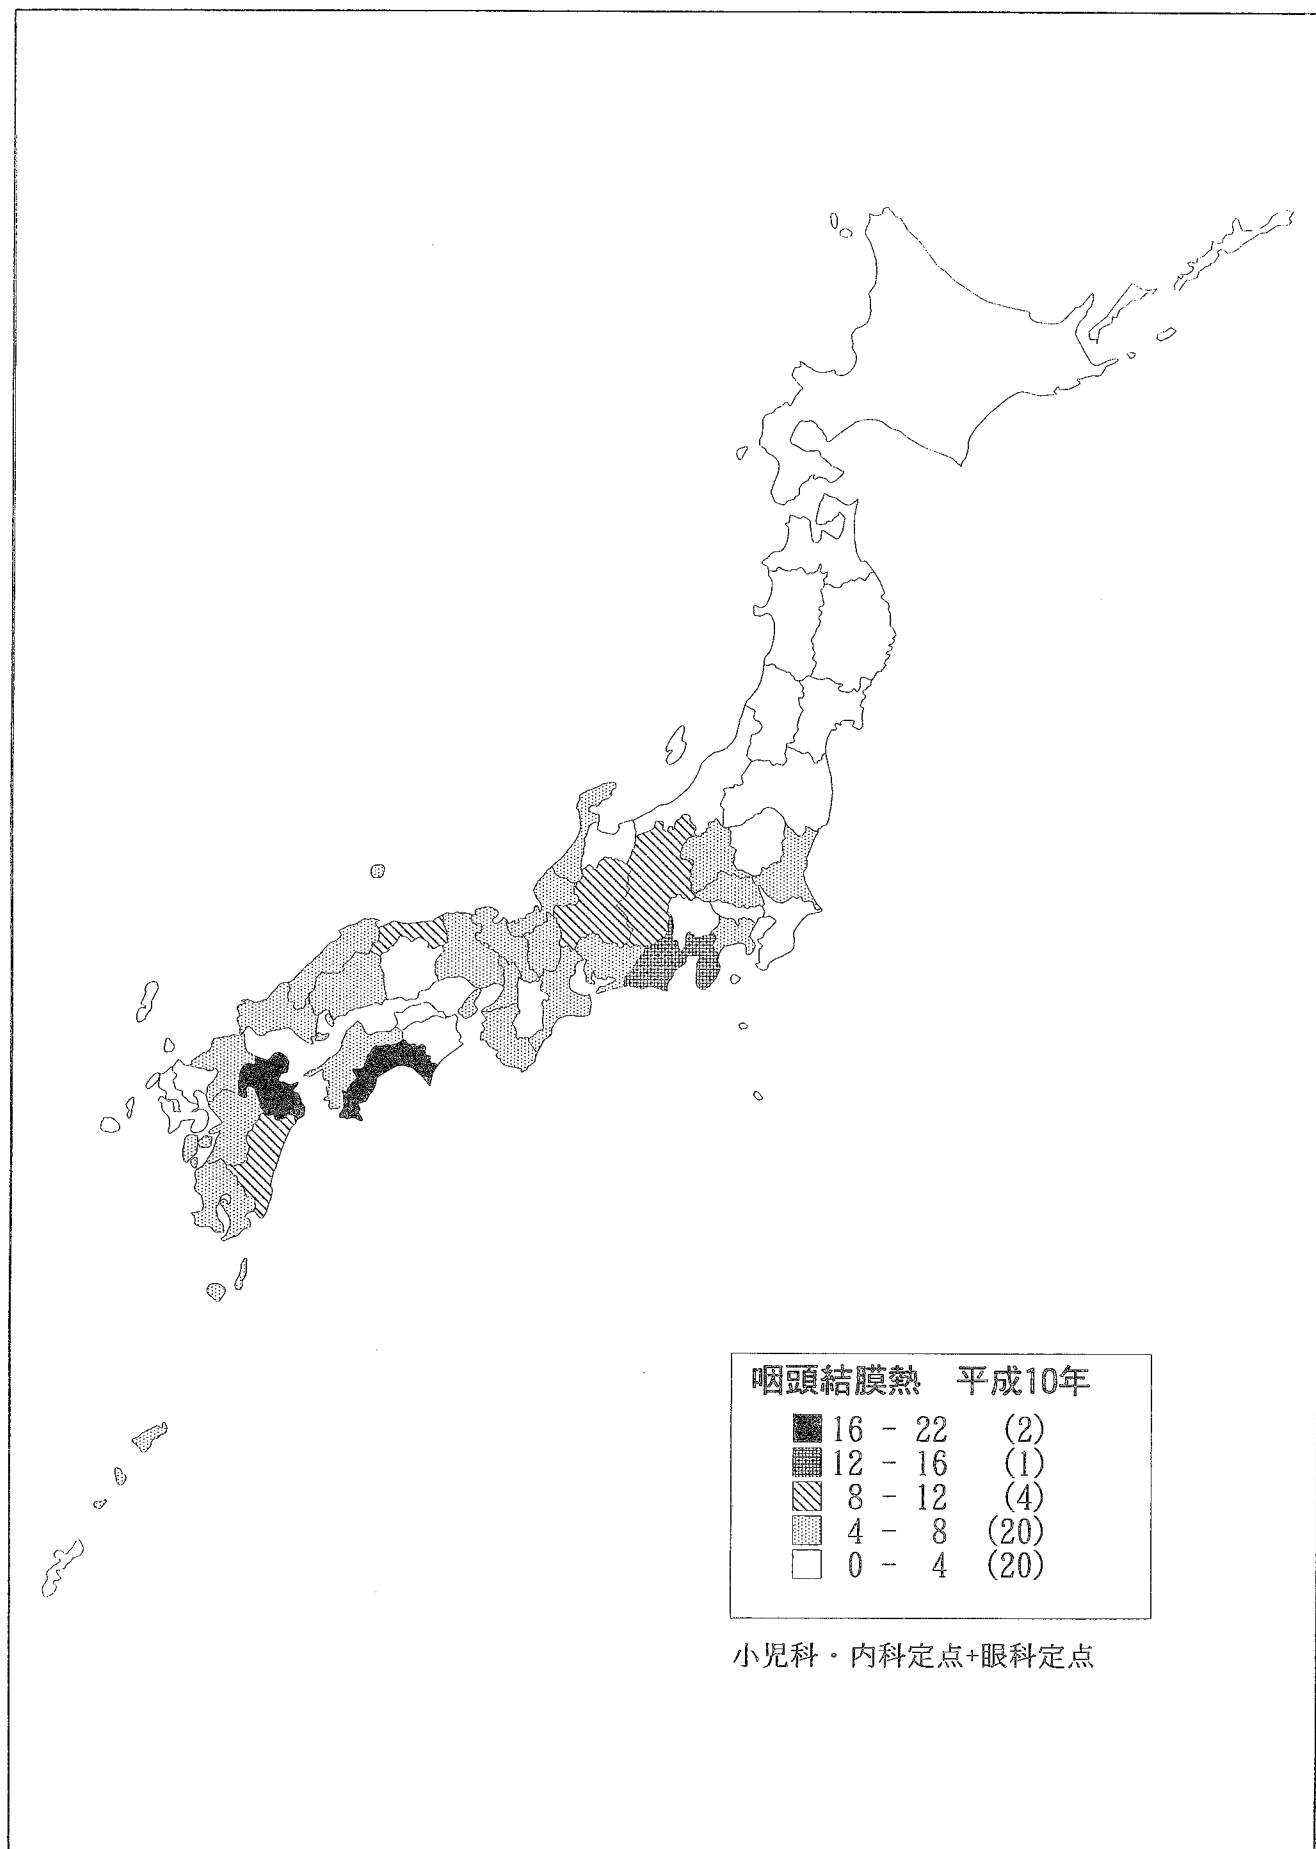 咽頭結膜熱 平成10年
16 - 22 (2)
12 - 16 (1)
8 - 12 (4)
4 - 8 (20)
0 - 4 (20)
小児科・内科定点+眼科定点